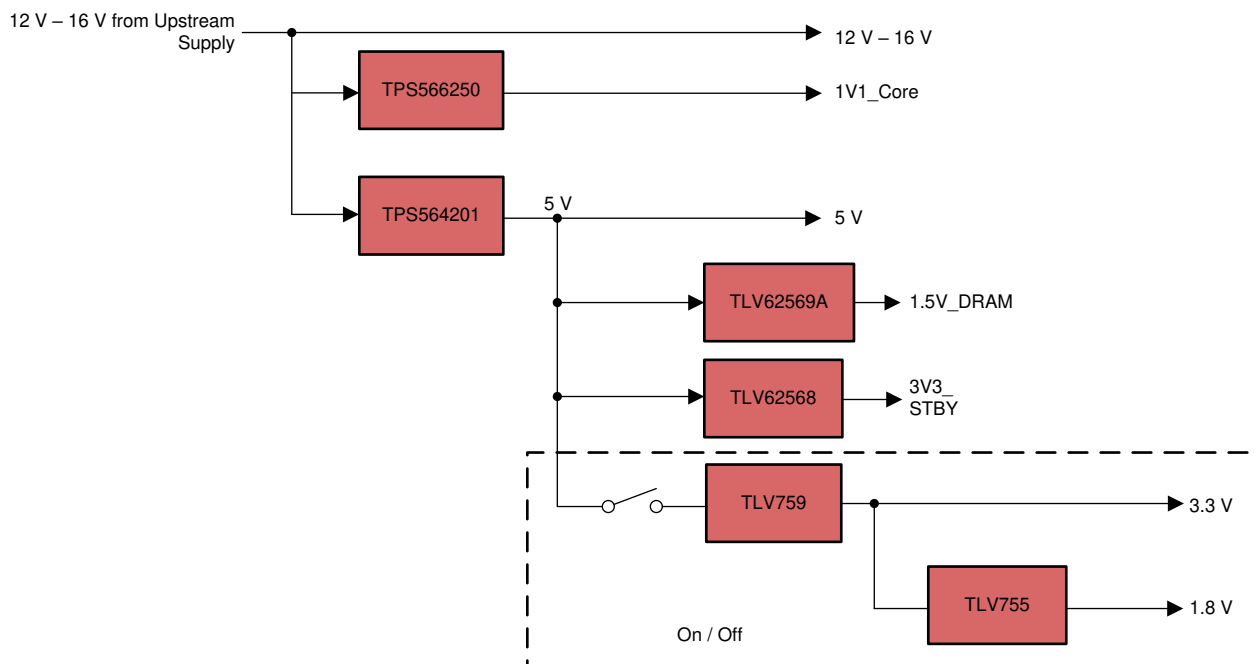 12 V – 16 V from Upstream
Supply
12 V – 16 V
TPS566250
1V1_Core
TPS564201
5 V
5 V
TLV62569A
1.5V_DRAM
TLV62568
3V3_
STBY
TLV759
3.3 V
TLV755
1.8 V
On / Off